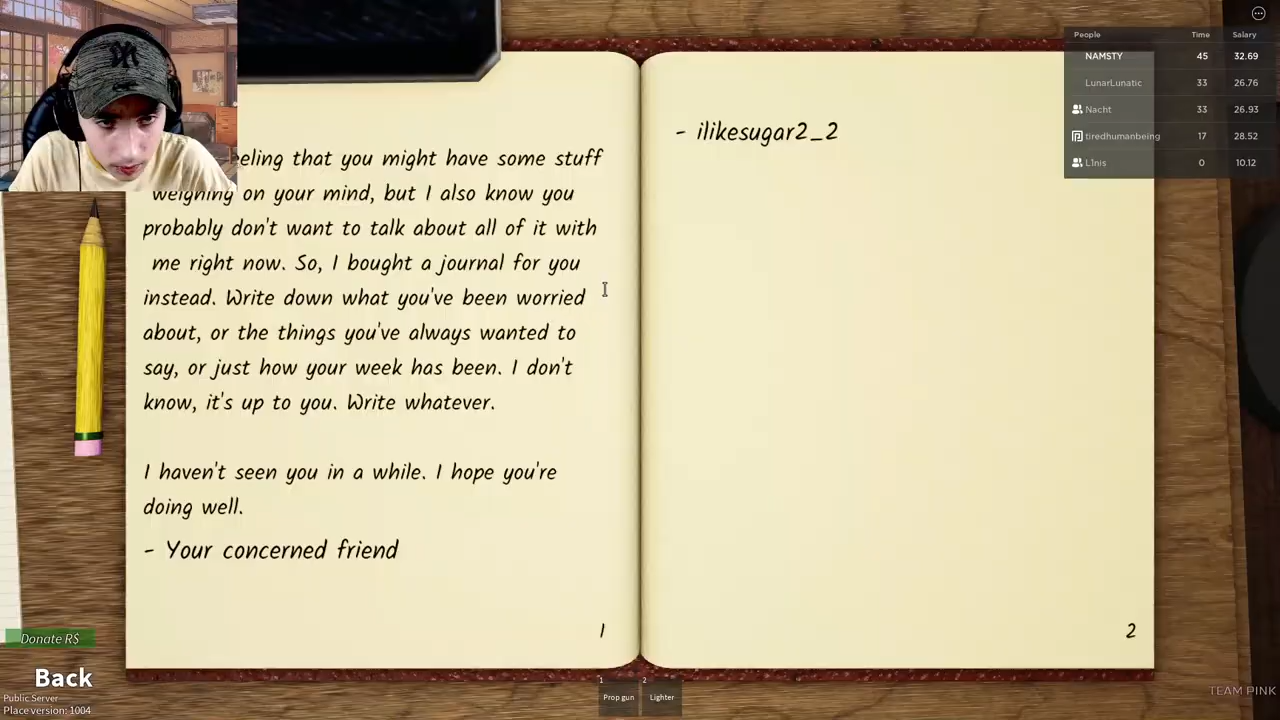 eling that you might have some stuff
weighing on your mind, but I also know you
probably don't want to talk about all of it with
me right now. So, I bought a journal for you
instead. Write down what you've been worried
about, or the things you've always wanted to
say, or just how your week has been. I don't
know, it's up to you. Write whatever.
I haven't seen you in a while. I hope you're
doing well.
- Your concerned friend
1
- ilikesugar2_2
2
People Time Salary
NAMSTY 45 32.69
LunarLunatic 33 26.76
Nacht 33 26.93
tiredhumanbeing 17 28.52
L1nis 0 10.12
Donate R$
Back
Public Server
Place version: 1004
1 2
Prop gun Lighter
TEAM PINK